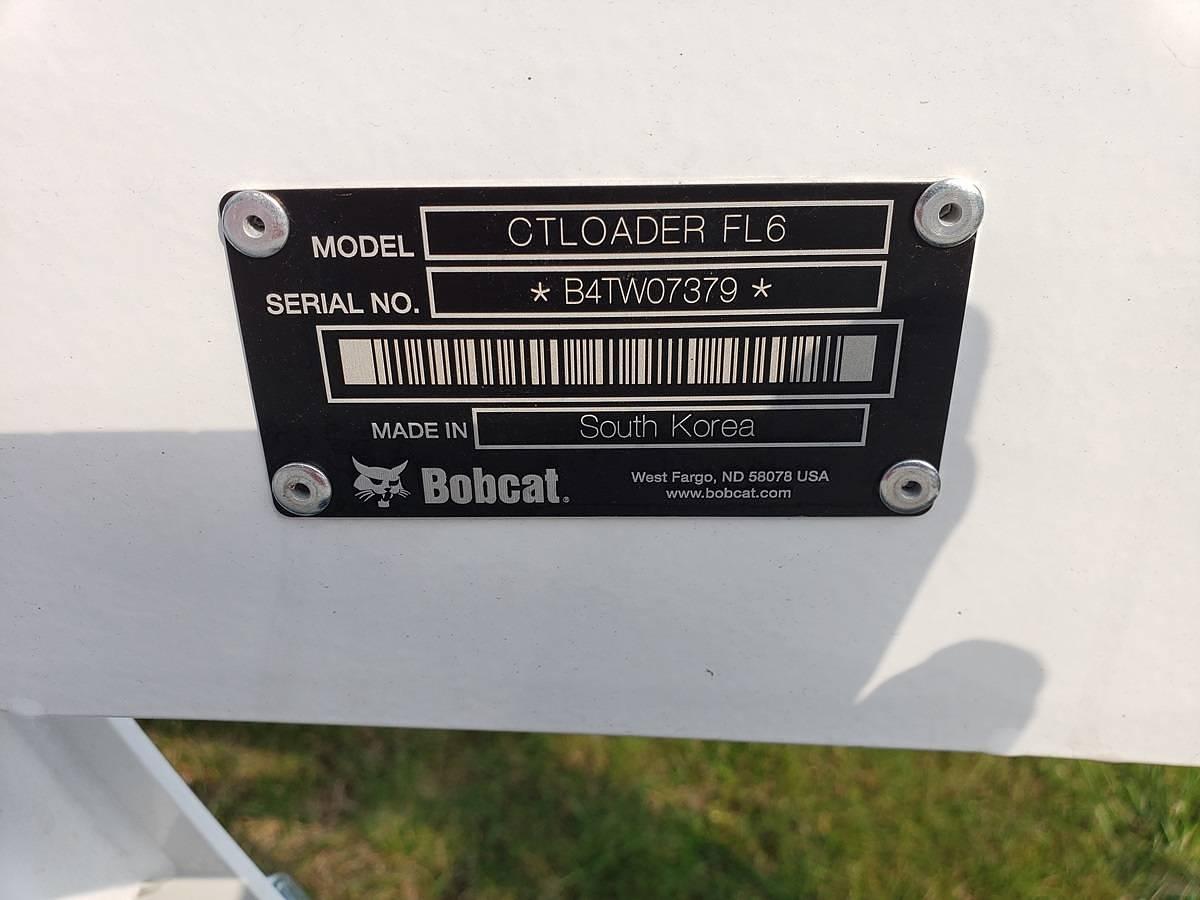 MODEL CTLOADER FL6
SERIAL NO. * B4TW07379 *
MADE IN South Korea
Bobcat. West Fargo, ND 58078 USA
www.bobcat.com